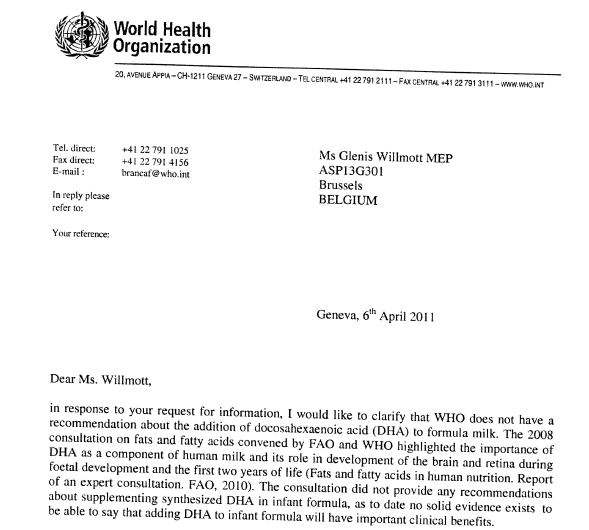 World Health
Organization
20, AVENUE APPIA – CH-1211 GENEVA 27 – SWITZERLAND – TEL CENTRAL +41 22 791 2111 – FAX CENTRAL +41 22 791 3111 – WWW.WHO.INT
Tel. direct: +41 22 791 1025
Fax direct: +41 22 791 4156
E-mail : brancaf@who.int
In reply please
refer to:
Your reference:
Ms Glenis Willmott MEP
ASP13G301
Brussels
BELGIUM
Geneva, 6th April 2011
Dear Ms. Willmott,
in response to your request for information, I would like to clarify that WHO does not have a
recommendation about the addition of docosahexaenoic acid (DHA) to formula milk. The 2008
consultation on fats and fatty acids convened by FAO and WHO highlighted the importance of
DHA as a component of human milk and its role in development of the brain and retina during
foetal development and the first two years of life (Fats and fatty acids in human nutrition. Report
of an expert consultation. FAO, 2010). The consultation did not provide any recommendations
about supplementing synthesized DHA in infant formula, as to date no solid evidence exists to
be able to say that adding DHA to infant formula will have important clinical benefits.